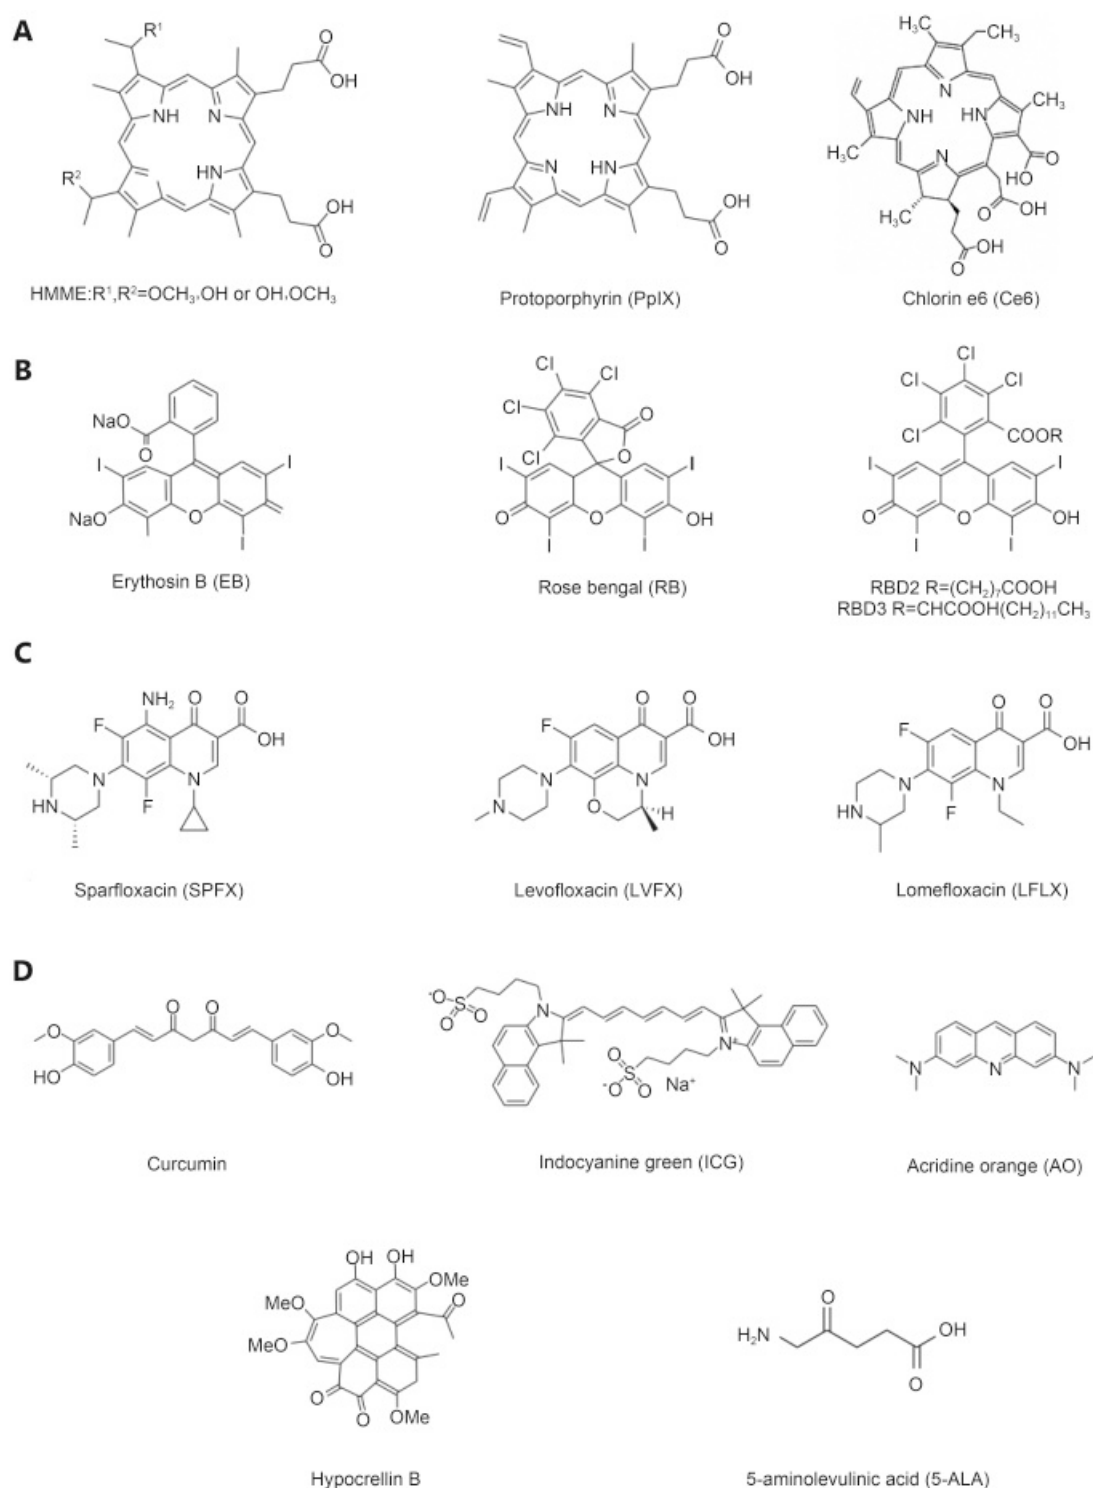 A
R¹
O
OH
NH
N
HN
R²
OH
O
HMME:R¹,R²=OCH₃,OH or OH,OCH₃
O
OH
NH
N
N
HN
OH
O
Protoporphyrin (PpIX)
H₃C
CH₃
N
NH
HN
CH₃
H₃C
N
O
HO
H₃C
O
OH
OH
O
Chlorin e6 (Ce6)
B
NaO
O
I
I
NaO
O
I
Erythosin B (EB)
Cl
Cl
Cl
O
Cl
O
I
I
O
O
OH
I
I
Rose bengal (RB)
Cl
Cl
Cl
Cl
COOR
I
I
O
O
OH
I
I
RBD2 R=(CH₂)₇COOH
RBD3 R=CHCOOH(CH₂)₁₁CH₃
C
NH₂
O
O
F
OH
N
N
HN
F
Sparfloxacin (SPFX)
O
O
F
OH
N
N
N
O
H
Levofloxacin (LVFX)
O
O
F
OH
N
N
HN
F
Lomefloxacin (LFLX)
D
O
O
O
O
HO
OH
Curcumin
-O
S
O
O
N
N⁺
O
S
-O
O
Na⁺
Indocyanine green (ICG)
N
N
N
Acridine orange (AO)
OH
OH
OMe
MeO
O
MeO
O
O
OMe
Hypocrellin B
O
H₂N
OH
O
5-aminolevulinic acid (5-ALA)